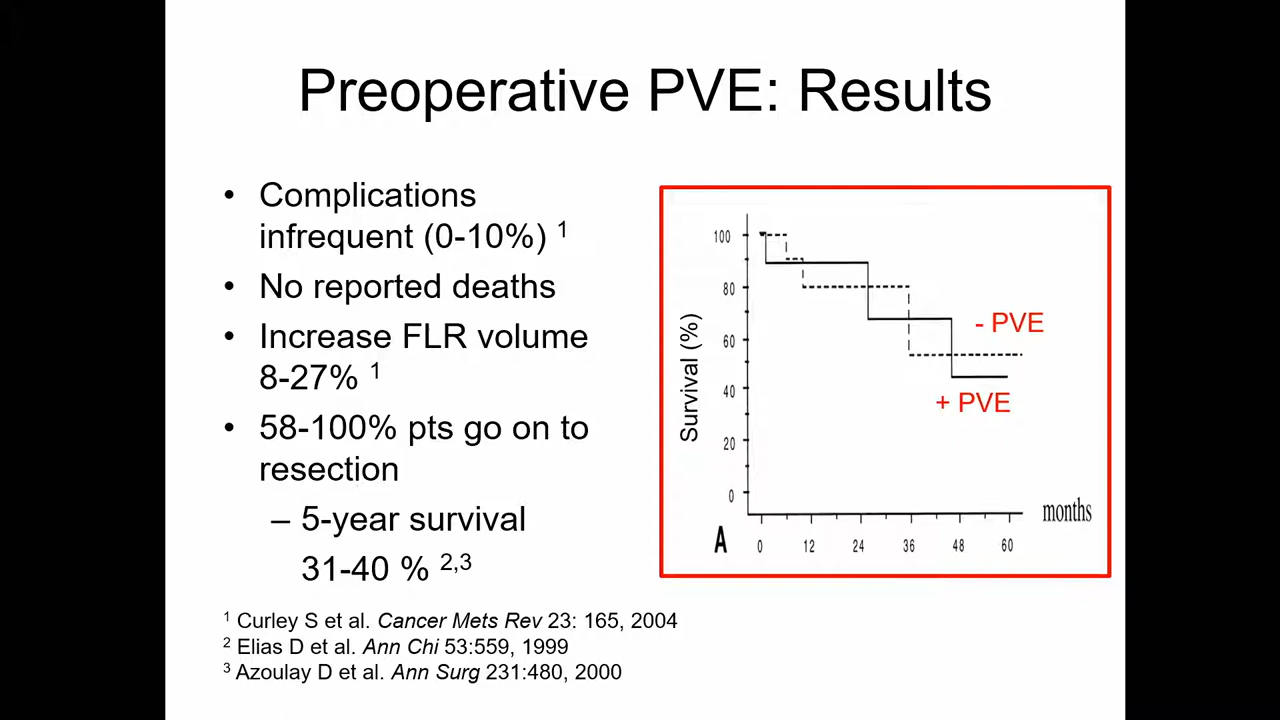 Preoperative PVE: Results
• Complications
infrequent (0-10%) 1
• No reported deaths
• Increase FLR volume
8-27% 1
• 58-100% pts go on to
resection
– 5-year survival
31-40 % 2,3
100
80
60
40
20
0
Survival (%)
- PVE
+ PVE
months
A
0 12 24 36 48 60
1 Curley S et al. Cancer Mets Rev 23: 165, 2004
2 Elias D et al. Ann Chi 53:559, 1999
3 Azoulay D et al. Ann Surg 231:480, 2000